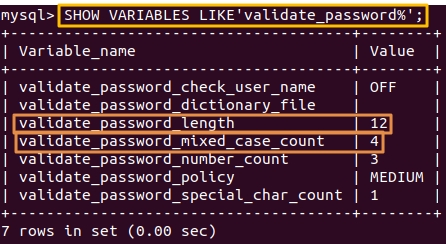 mysql> SHOW VARIABLES LIKE'validate_password%';
+--------------------------------------+--------+
| Variable_name                        | Value  |
+--------------------------------------+--------+
| validate_password_check_user_name    | OFF    |
| validate_password_dictionary_file    |        |
| validate_password_length             | 12     |
| validate_password_mixed_case_count   | 4      |
| validate_password_number_count       | 3      |
| validate_password_policy             | MEDIUM |
| validate_password_special_char_count | 1      |
+--------------------------------------+--------+
7 rows in set (0.00 sec)